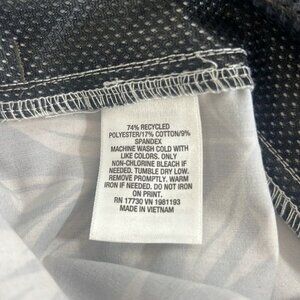 74% RECYCLED
POLYESTER/17% COTTON/9%
SPANDEX
MACHINE WASH COLD WITH
LIKE COLORS. ONLY
NON-CHLORINE BLEACH IF
NEEDED. TUMBLE DRY LOW.
REMOVE PROMPTLY. WARM
IRON IF NEEDED. DO NOT IRON
ON PRINT.
RN 17730 VN 1981193
MADE IN VIETNAM